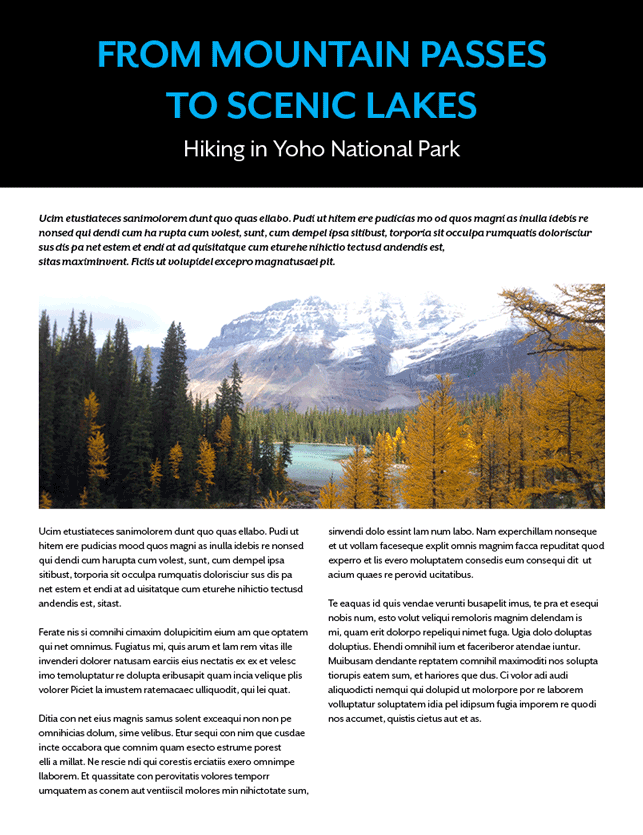 FROM MOUNTAIN PASSES
TO SCENIC LAKES
Hiking in Yoho National Park
Ucim etustiateces sanimolorem dunt quo quas ellabo. Pudi ut hitem ere pudicias mo od quos magni as inulla idebis re
nonsed qui dendi cum ha rupta cum volest, sunt, cum dempel ipsa sitibust, torporia sit occulpa rumquatis dolorisciur
sus dis pa net estem et endi at ad quisitatque cum eturehe nihictio tectusd andendis est,
sitas maximinvent. Ficiis ut volupidel excepro magnatusaei pit.
Ucim etustiateces sanimolorem dunt quo quas ellabo. Pudi ut
hitem ere pudicias mood quos magni as inulla idebis re nonsed
qui dendi cum harupta cum volest, sunt, cum dempel ipsa
sitibust, torporia sit occulpa rumquatis dolorisciur sus dis pa
net estem et endi at ad uisitatque cum eturehe nihictio tectusd
andendis est, sitast.
Ferate nis si comnihi cimaxim dolupicitim eium am que optatem
qui net omnimus. Fugiatus mi, quis arum et lam rem vitas ille
invenderi dolorer natusam earciis eius nectatis ex ex et velesc
imo temoluptatur re dolupta eribusapit quam incia velique plis
volorer Piciet la imustem ratemacaec ulliquodit, qui lei quat.
Ditia con net eius magnis samus solent exceaqui non non pe
omnihicias dolum, sime velibus. Etur sequi con nim que cusdae
incte occabora que comnim quam esecto estrume porest
elli a millat. Ne rescie ndi qui corestis erciatiis exero omnimpe
llaborem. Et quassitate con perovitatis volores temporr
umquatem as conem aut ventiiscil molores min nihictotate sum,
sinvendi dolo essint lam num labo. Nam experchillam nonseque
et ut vollam faceseque explit omnis magnim facca repuditat quod
experro et lis evero moluptatem consedis eum consequi dit ut
acium quaes re perovid ucitatibus.
Te eaquas id quis vendae verunti busapelit imus, te pra et esequi
nobis num, esto volut veliqui remoloris magnim delendam is
mi, quam erit dolorpo repeliqui nimet fuga. Ugia dolo doluptas
doluptius. Ehendi omnihil ium et faceriberor atendae iuntur.
Muibusam dendante reptatem comnihil maximoditi nos solupta
tiorupis eatem sum, et hariores que dus. Ci volor adi audi
aliquodicti nemqui qui dolupid ut molorpore por re laborem
volluptatur soluptatem idia pel idipsum fugia imporem re quodi
nos accumet, quistis cietus aut et as.